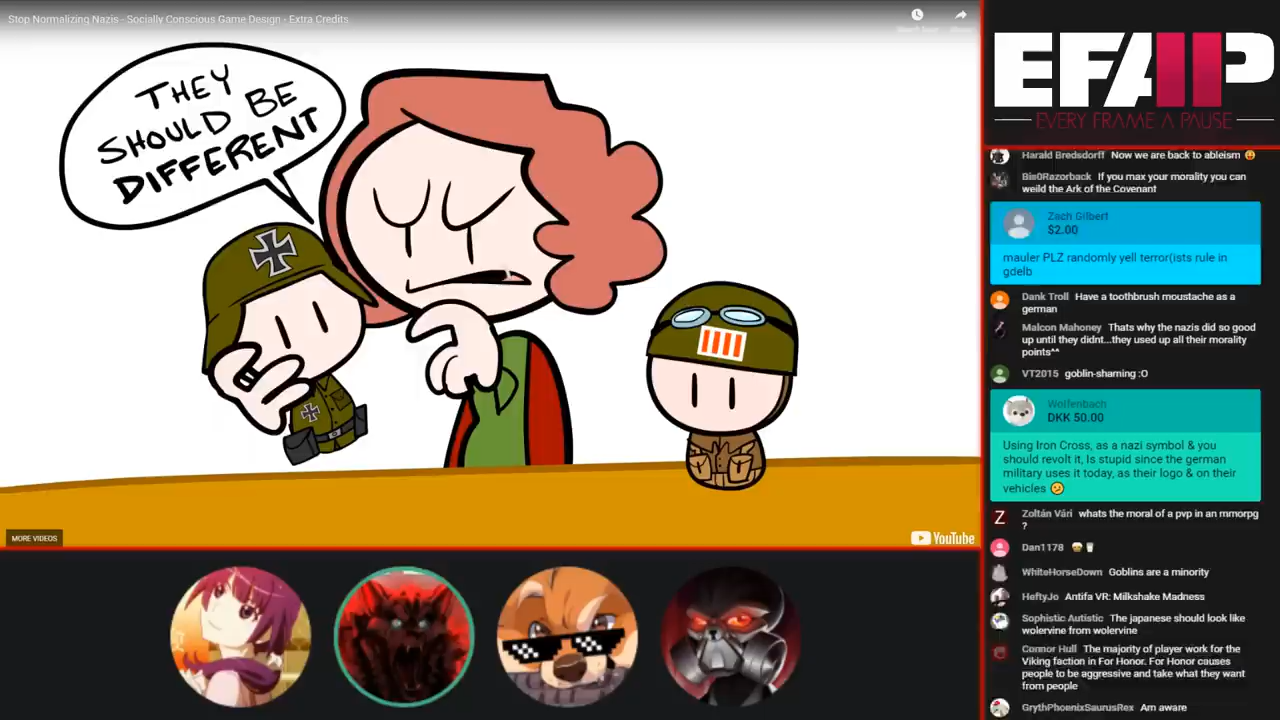 Stop Normalizing Nazis - Socially Conscious Game Design - Extra Credits
THEY
SHOULD BE
DIFFERENT
MORE VIDEOS
YouTube
EFAP
EVERY FRAME A PAUSE
Harald Bredsdorff Now we are back to ableism
Bis0Razorback If you max your morality you can
weild the Ark of the Covenant
Zach Gilbert
$2.00
mauler PLZ randomly yell terror(ists rule in
gdelb
Dank Troll Have a toothbrush moustache as a
german
Malcon Mahoney Thats why the nazis did so good
up until they didnt...they used up all their morality
points^^
VT2015 goblin-shaming :O
Wolfenbach
DKK 50.00
Using Iron Cross, as a nazi symbol & you
should revolt it, Is stupid since the german
military uses it today, as their logo & on their
vehicles
Z
Zoltán Vári whats the moral of a pvp in an mmorpg
?
Dan1178
WhiteHorseDown Goblins are a minority
HeftyJo Antifa VR: Milkshake Madness
Sophistic Autistic The japanese should look like
wolervine from wolervine
Connor Hull The majority of player work for the
Viking faction in For Honor. For Honor causes
people to be aggressive and take what they want
from people
GrythPhoenixSaurusRex Am aware